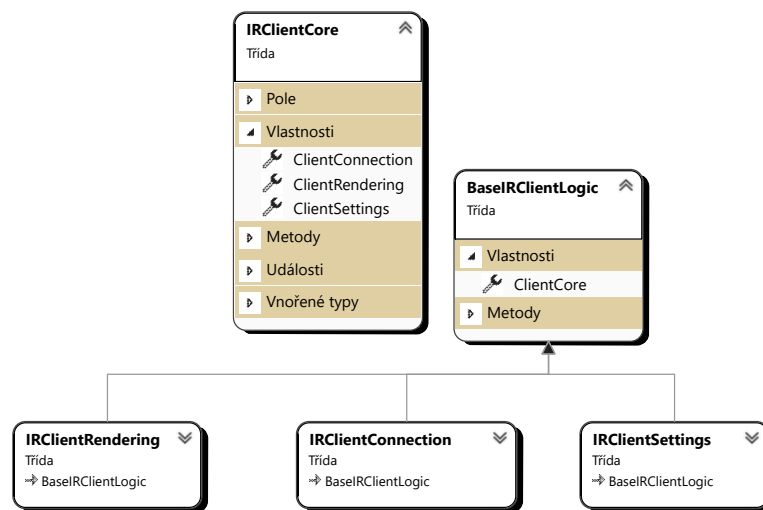 IRClientCore
Třída
Pole
Vlastnosti
ClientConnection
ClientRendering
ClientSettings
Metody
Události
Vnořené typy
BaseIRClientLogic
Třída
Vlastnosti
ClientCore
Metody
IRClientRendering
Třída
BaseIRClientLogic
IRClientConnection
Třída
BaseIRClientLogic
IRClientSettings
Třída
BaseIRClientLogic